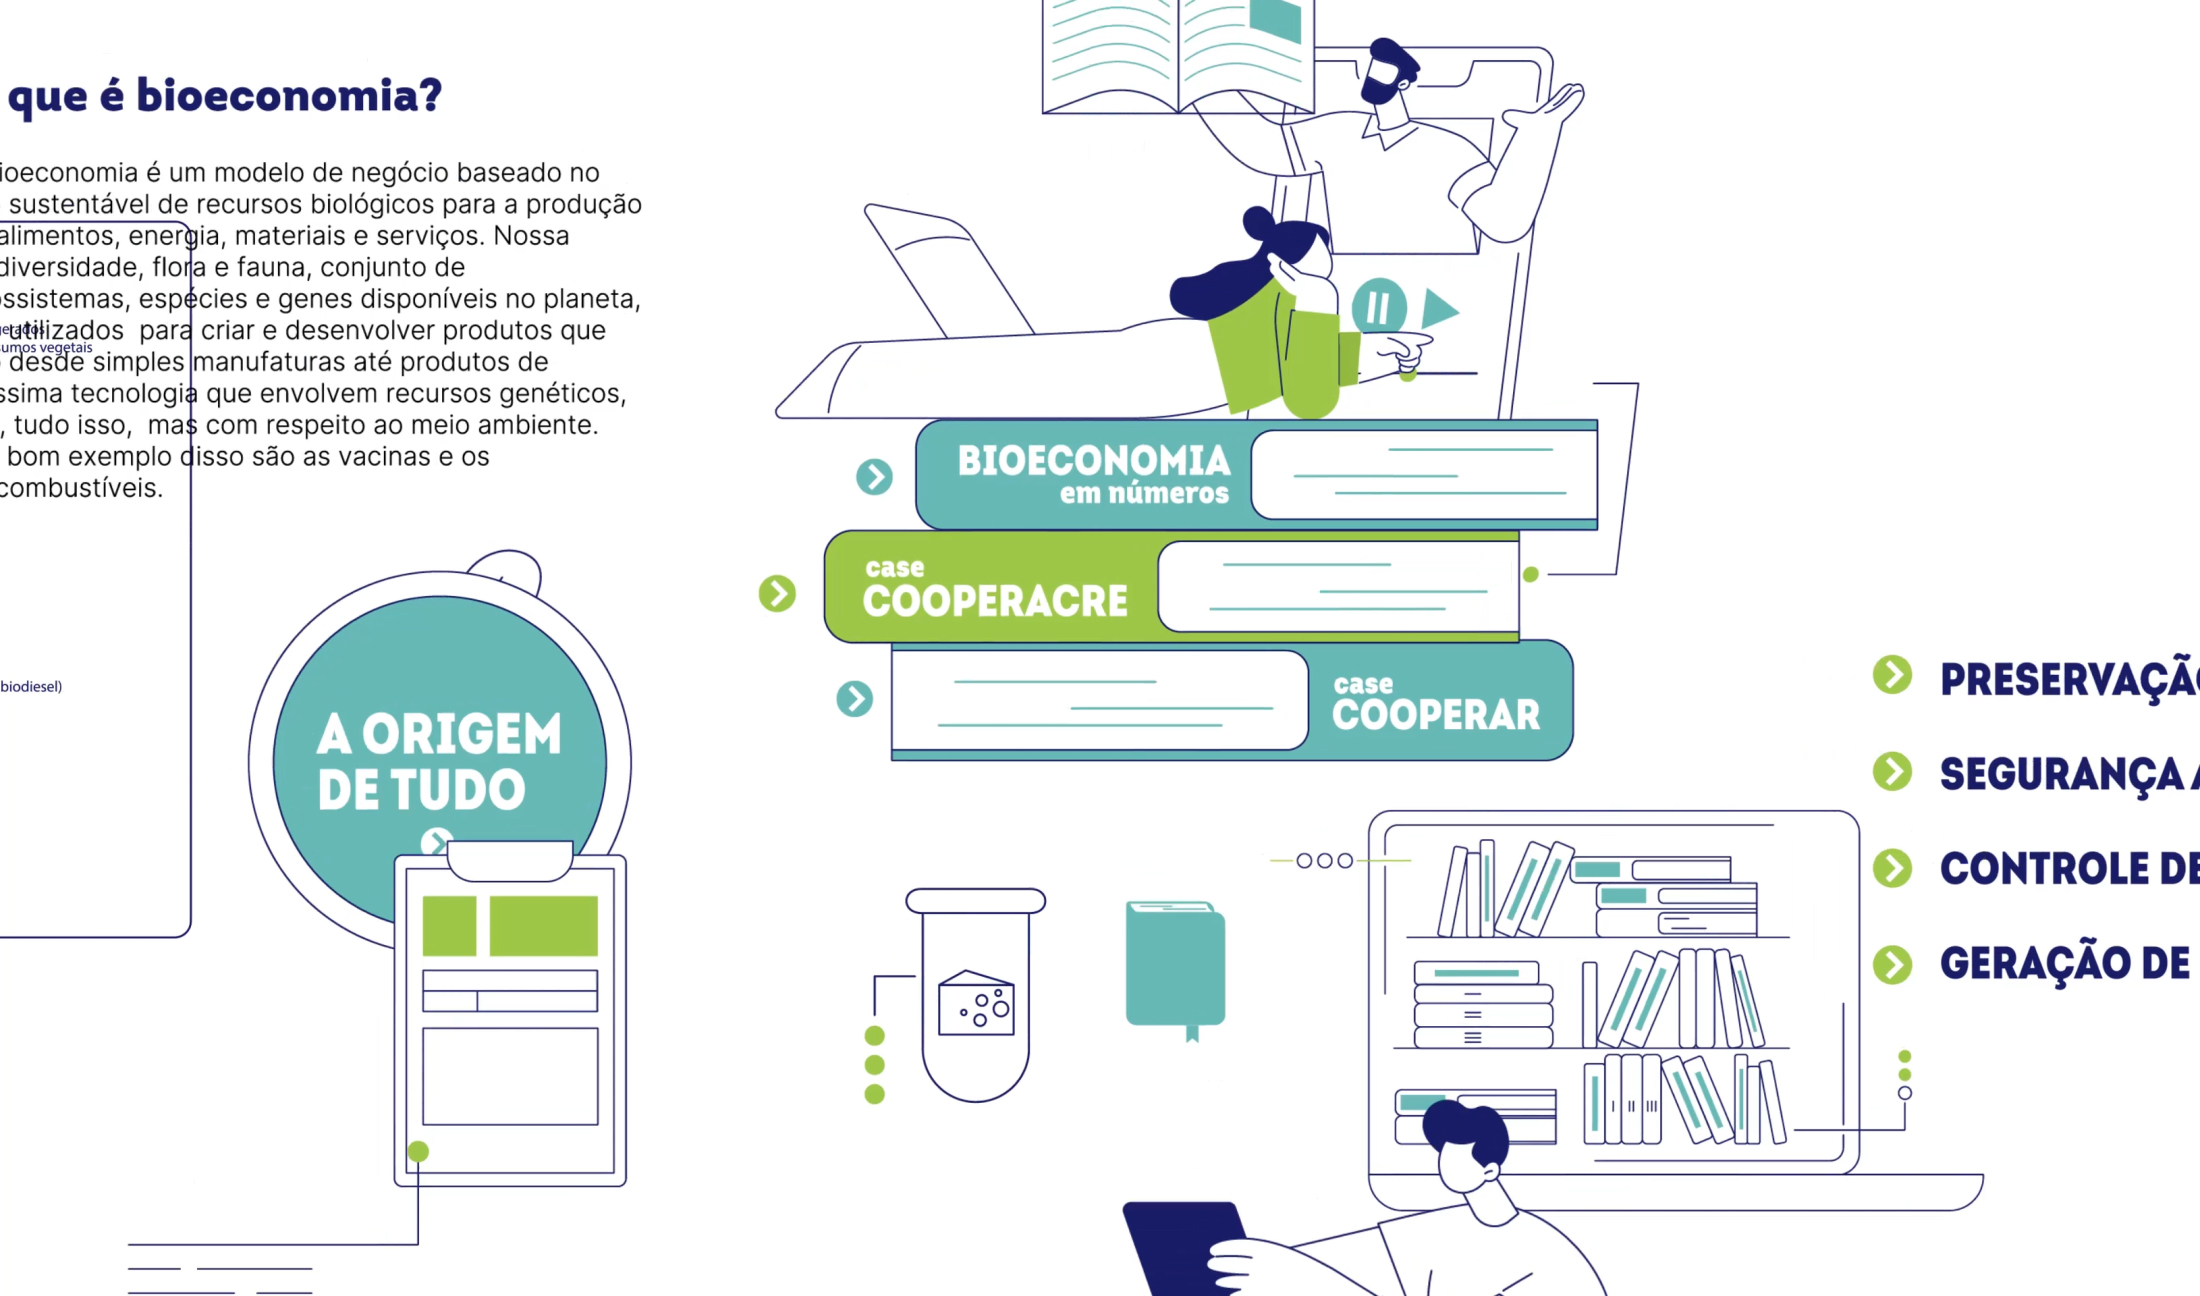 que é bioeconomia?
ioeconomia é um modelo de negócio baseado no
sustentável de recursos biológicos para a produção
alimentos, energia, materiais e serviços. Nossa
diversidade, flora e fauna, conjunto de
ossistemas, espécies e genes disponíveis no planeta,
utilizados para criar e desenvolver produtos que
desde simples manufaturas até produtos de
ssima tecnologia que envolvem recursos genéticos,
, tudo isso, mas com respeito ao meio ambiente.
bom exemplo disso são as vacinas e os
combustíveis.
gerados
sumos vegetais
biodiesel)
A ORIGEM
DE TUDO
BIOECONOMIA
em números
case
COOPERACRE
case
COOPERAR
PRESERVAÇÃO
SEGURANÇA A
CONTROLE DE
GERAÇÃO DE